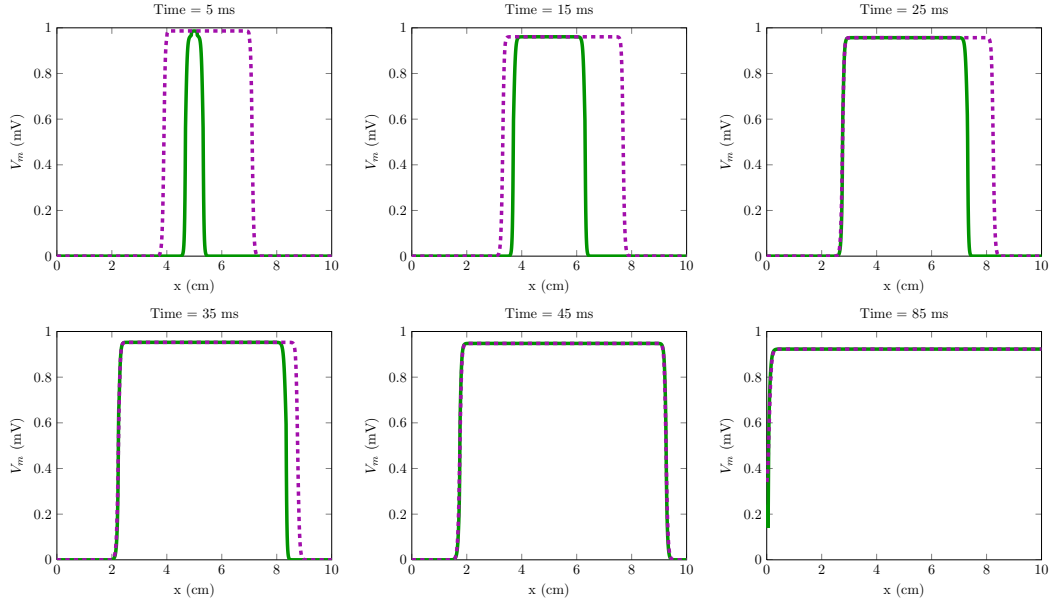 Time = 5 ms
1
0.8
0.6
0.4
0.2
0
V_m (mV)
0 2 4 6 8 10
x (cm)
Time = 15 ms
1
0.8
0.6
0.4
0.2
0
V_m (mV)
0 2 4 6 8 10
x (cm)
Time = 25 ms
1
0.8
0.6
0.4
0.2
0
V_m (mV)
0 2 4 6 8 10
x (cm)
Time = 35 ms
1
0.8
0.6
0.4
0.2
0
V_m (mV)
0 2 4 6 8 10
x (cm)
Time = 45 ms
1
0.8
0.6
0.4
0.2
0
V_m (mV)
0 2 4 6 8 10
x (cm)
Time = 85 ms
1
0.8
0.6
0.4
0.2
0
V_m (mV)
0 2 4 6 8 10
x (cm)